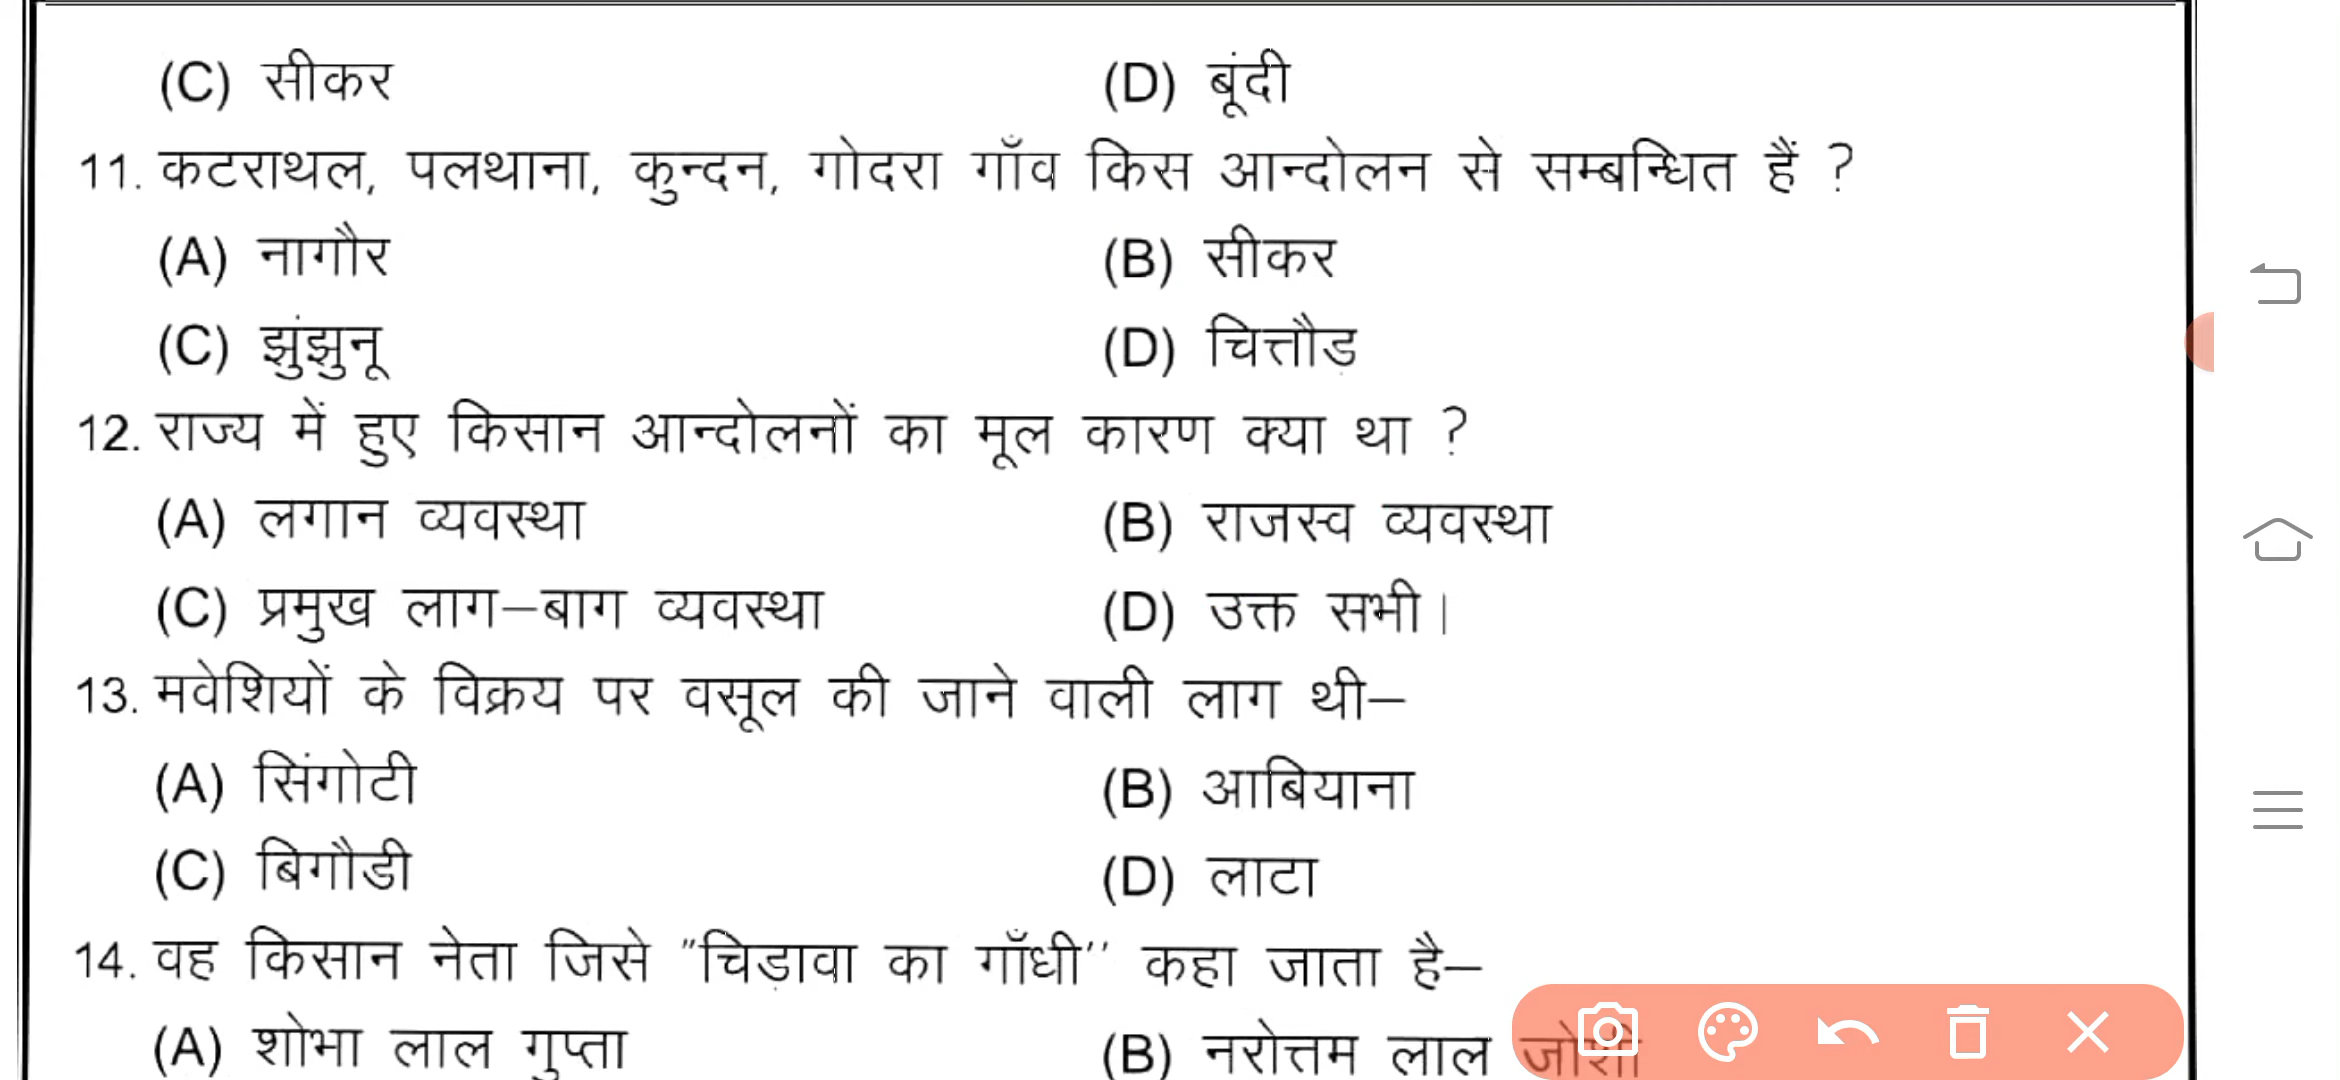 (C) सीकर (D) बूंदी
11. कटराथल, पलथाना, कुन्दन, गोदरा गाँव किस आन्दोलन से सम्बन्धित हैं ?
(A) नागौर (B) सीकर
(C) झुंझुनू (D) चित्तौड़
12. राज्य में हुए किसान आन्दोलनों का मूल कारण क्या था ?
(A) लगान व्यवस्था (B) राजस्व व्यवस्था
(C) प्रमुख लाग–बाग व्यवस्था (D) उक्त सभी।
13. मवेशियों के विक्रय पर वसूल की जाने वाली लाग थी–
(A) सिंगोटी (B) आबियाना
(C) बिगौडी (D) लाटा
14. वह किसान नेता जिसे "चिड़ावा का गाँधी'' कहा जाता है–
(A) शोभा लाल गुप्ता (B) नरोत्तम लाल जोशी